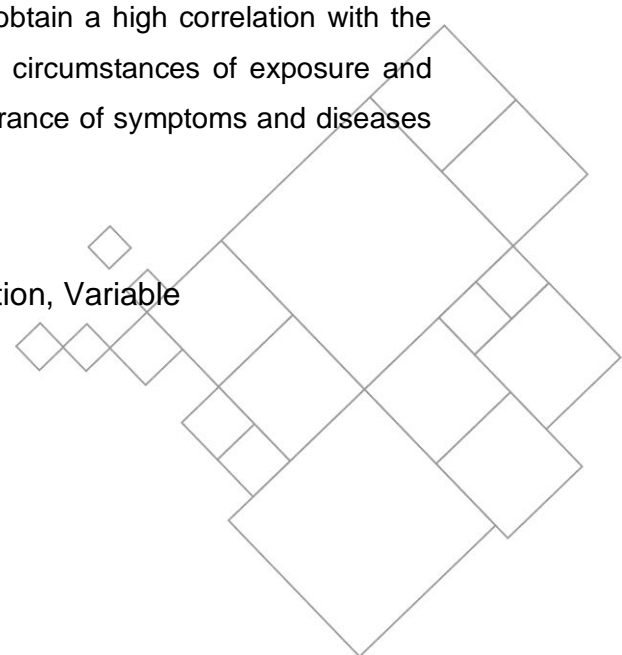 obtain a high correlation with the
circumstances of exposure and
rance of symptoms and diseases
tion, Variable